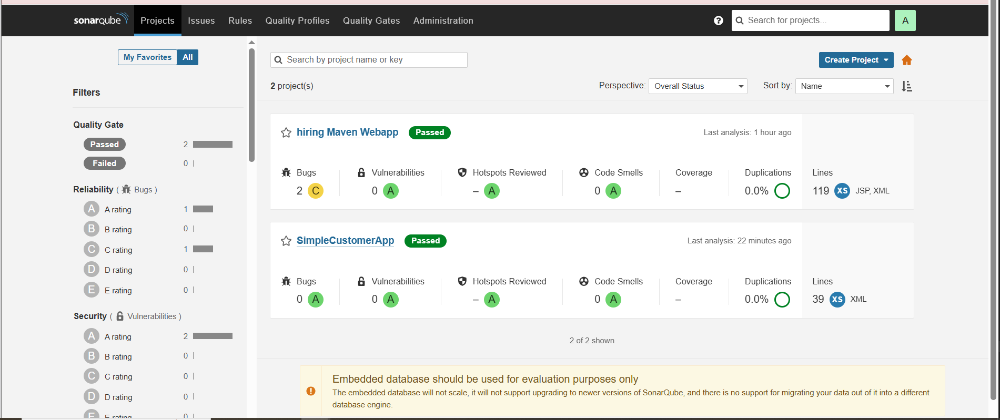 sonarqube Projects Issues Rules Quality Profiles Quality Gates Administration ? Search for projects... A
My Favorites All
Search by project name or key
Create Project
2 project(s)
Perspective: Overall Status
Sort by: Name
Filters
Quality Gate
Passed 2
Failed 0
Reliability ( Bugs )
A A rating 1
B B rating 0
C C rating 1
D D rating 0
E E rating 0
Security ( Vulnerabilities )
A A rating 2
B B rating 0
C C rating 0
D D rating 0
E E rating 0
hiring Maven Webapp Passed Last analysis: 1 hour ago
Bugs Vulnerabilities Hotspots Reviewed Code Smells Coverage Duplications Lines
2 C 0 A – A 0 A – 0.0% 119 XS JSP, XML
SimpleCustomerApp Passed Last analysis: 22 minutes ago
Bugs Vulnerabilities Hotspots Reviewed Code Smells Coverage Duplications Lines
0 A 0 A – A 0 A – 0.0% 39 XS XML
2 of 2 shown
Embedded database should be used for evaluation purposes only
The embedded database will not scale, it will not support upgrading to newer versions of SonarQube, and there is no support for migrating your data out of it into a different
database engine.